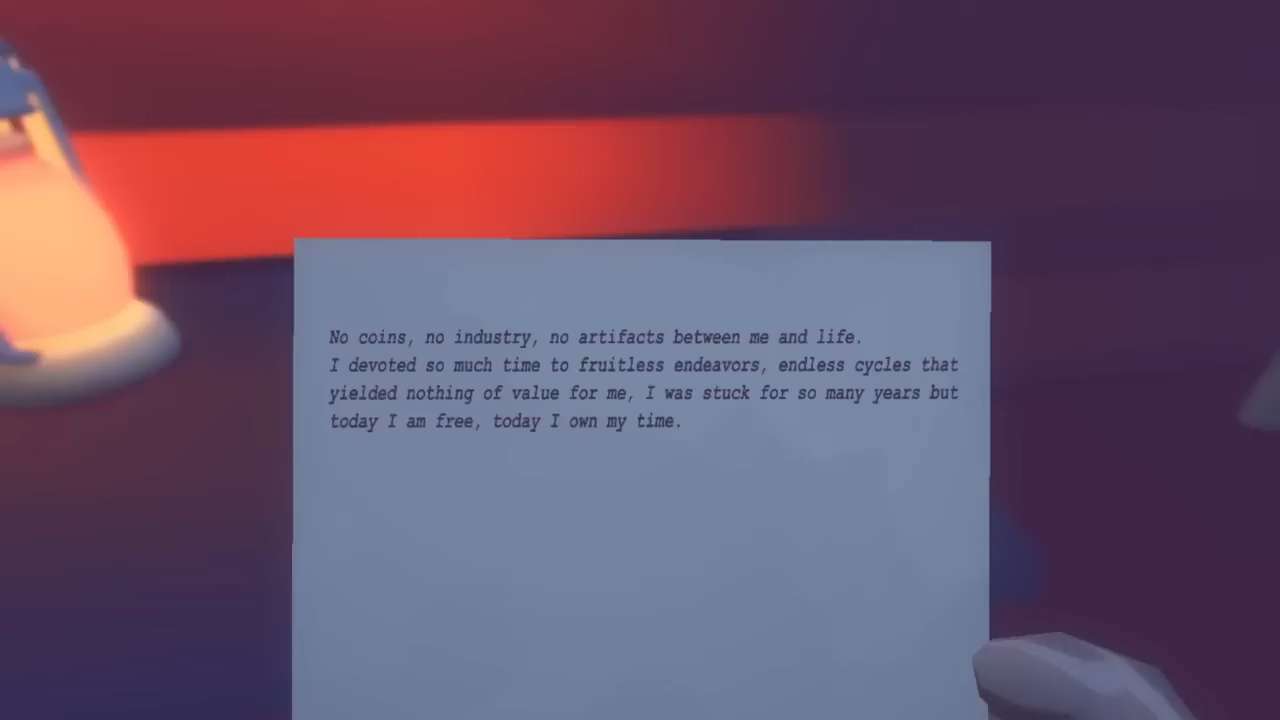 No coins, no industry, no artifacts between me and life.
I devoted so much time to fruitless endeavors, endless cycles that
yielded nothing of value for me, I was stuck for so many years but
today I am free, today I own my time.